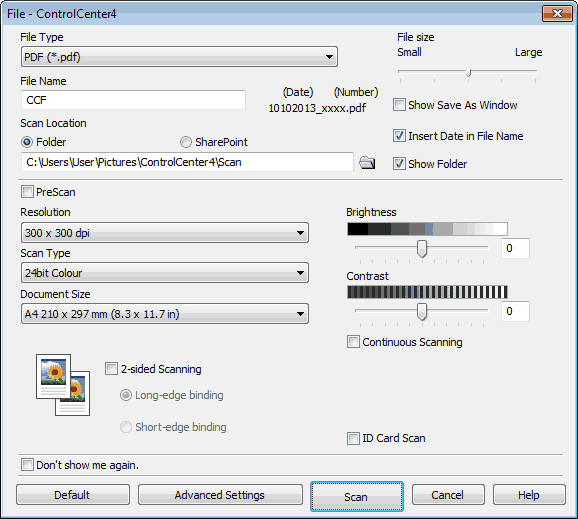 File - ControlCenter4
File Type
PDF (*.pdf)
File size
Small Large
File Name
CCF
(Date) (Number)
10102013_xxxx.pdf
Show Save As Window
Scan Location
Folder SharePoint
Insert Date in File Name
C:\Users\User\Pictures\ControlCenter4\Scan
Show Folder
PreScan
Resolution
300 x 300 dpi
Brightness
0
Scan Type
24bit Colour
Contrast
0
Document Size
A4 210 x 297 mm (8.3 x 11.7 in)
Continuous Scanning
2-sided Scanning
Long-edge binding
Short-edge binding
ID Card Scan
Don't show me again.
Default Advanced Settings Scan Cancel Help